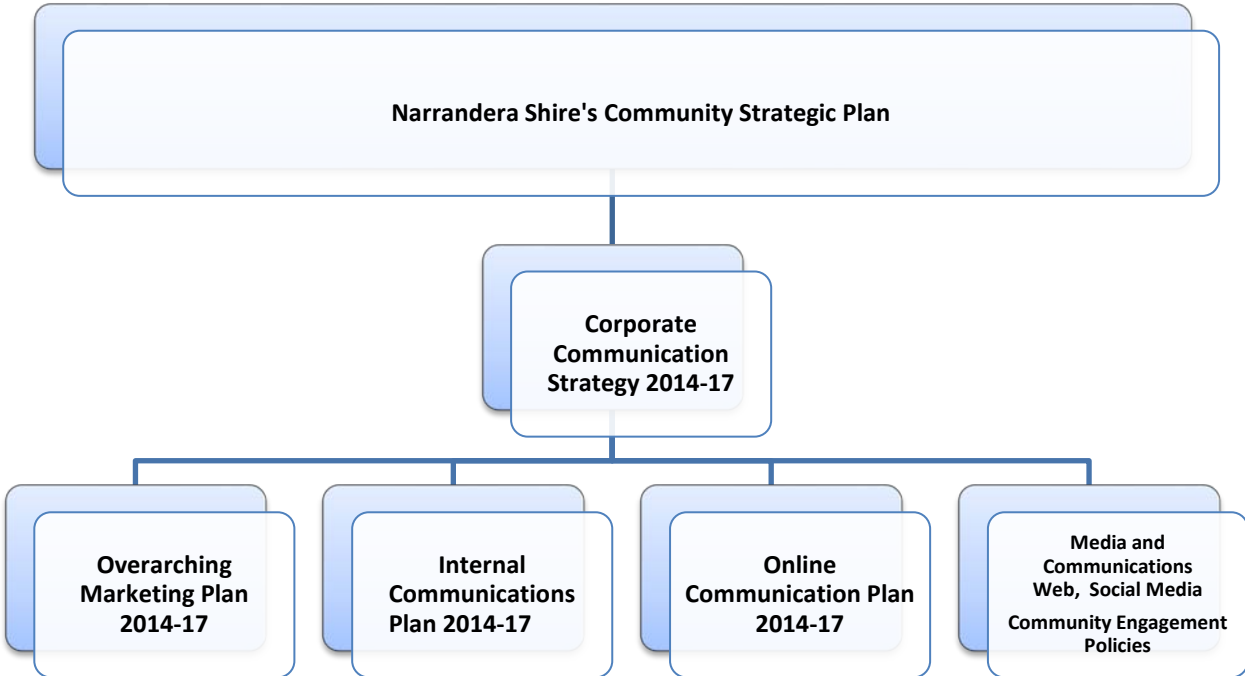 Narrandera Shire's Community Strategic Plan
Corporate
Communication
Strategy 2014-17
Overarching
Marketing Plan
2014-17
Internal
Communications
Plan 2014-17
Online
Communication Plan
2014-17
Media and
Communications
Web, Social Media
Community Engagement
Policies